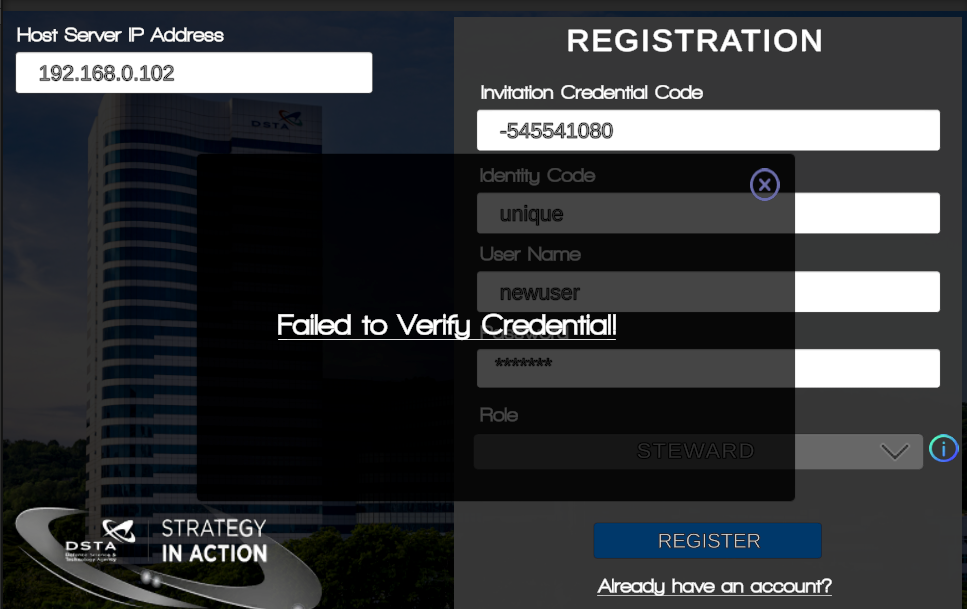 Host Server IP Address
192.168.0.102
REGISTRATION
Invitation Credential Code
-545541080
Identity Code
unique
User Name
newuser
Failed to Verify Credential!
Password
*******
Role
STEWARD
i
REGISTER
Already have an account?
DSTA
DSTA
Defence Science &
Technology Agency
STRATEGY
IN ACTION